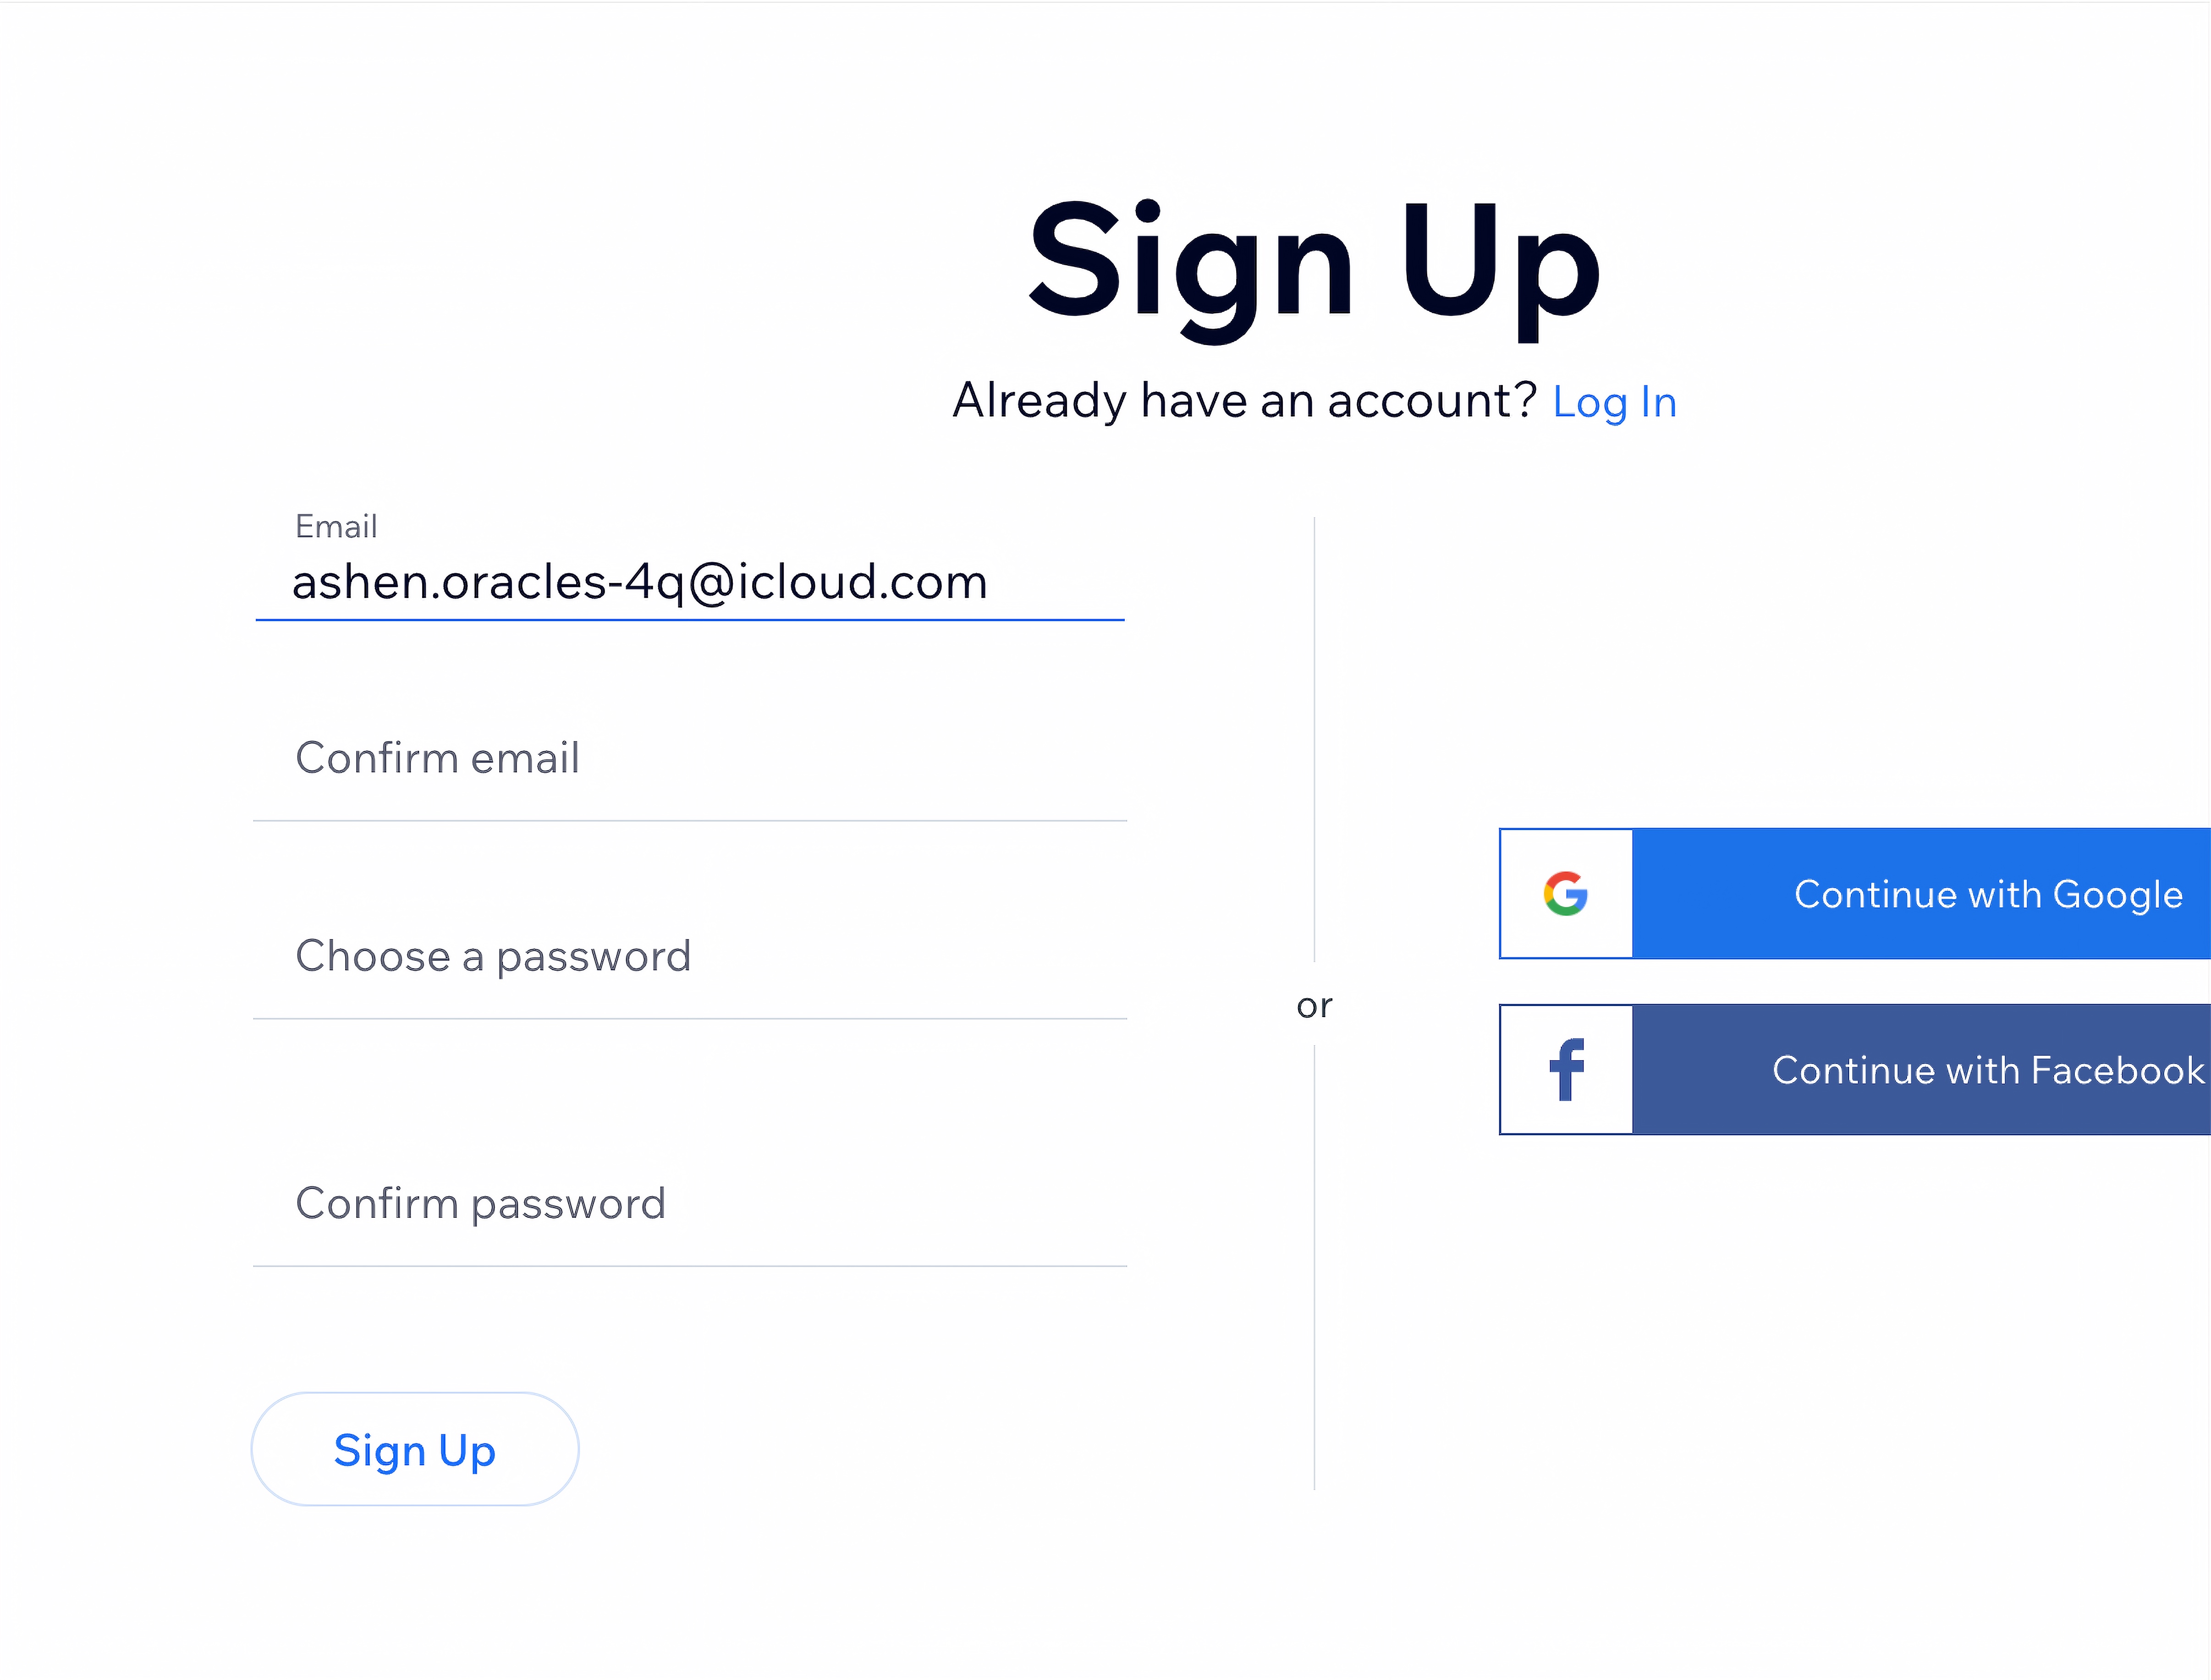 Sign Up
Already have an account? Log In
Email
ashen.oracles-4q@icloud.com
Confirm email
Choose a password
Confirm password
Sign Up
or
Continue with Google
Continue with Facebook